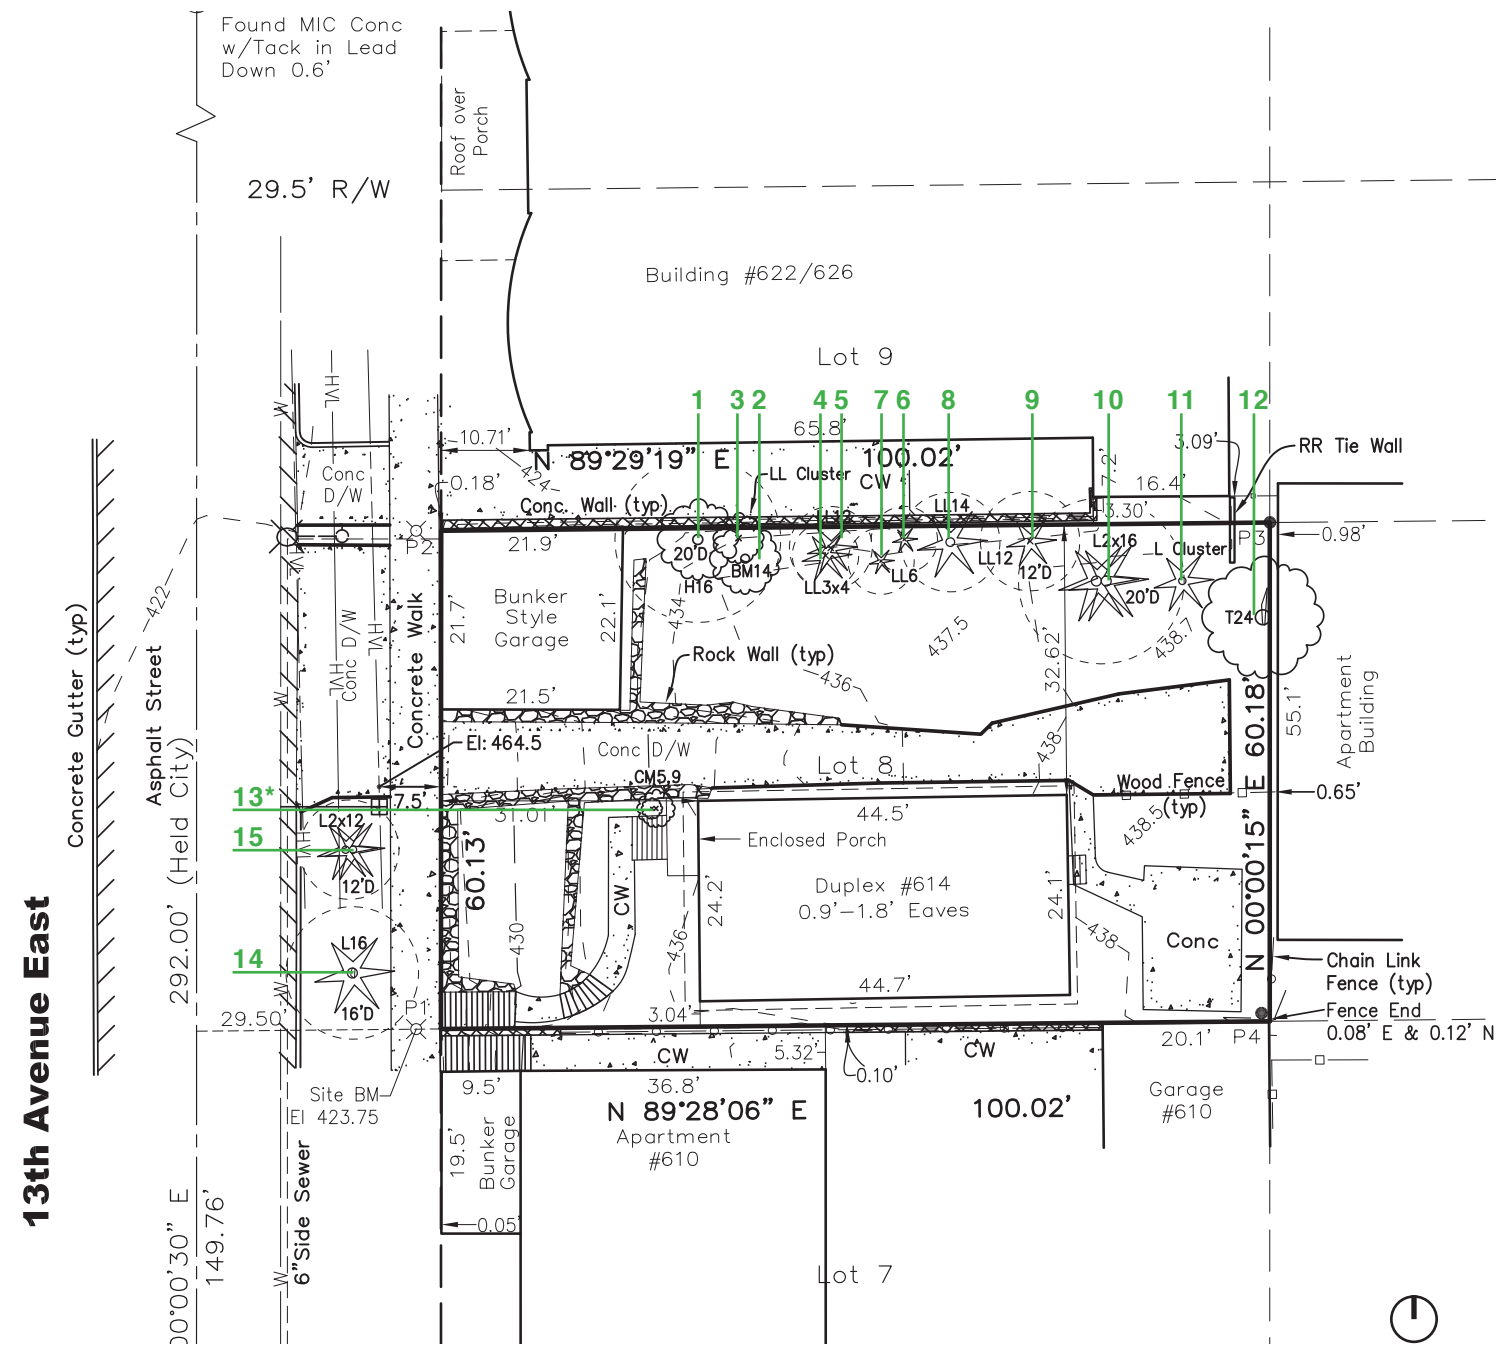 Found MIC Conc
w/Tack in Lead
Down 0.6'
Roof over
Porch
29.5' R/W
Building #622/626
Lot 9
1
3
2
4
5
7
6
8
9
10
11
12
65.8'
10.71'
N 89°29'19" E
100.02'
3.09'
RR Tie Wall
HVL
W
Conc
D/W
424
0.18'
LL Cluster
CW
7.2'
16.4'
Conc. Wall (typ)
LL14
3.30'
P2
21.9'
20'D
BM14
H16
LL3x4
LL6
LL12
12'D
L2x16
L Cluster
20'D
P3
0.98'
422
Concrete Gutter (typ)
Asphalt Street
Conc D/W
HVL
HVL
Concrete Walk
21.7'
Bunker
Style
Garage
22.1'
434
437.5
32.62'
438.7
T24
Rock Wall (typ)
436
21.5'
55.1'
Apartment
Building
EI: 464.5
Conc D/W
Lot 8
438
CM5,9
Wood Fence
(typ)
0.65'
13*
7.5'
31.01'
44.5'
438.5
L2x12
15
12'D
60.13'
Enclosed Porch
Duplex #614
0.9'-1.8' Eaves
24.2'
24.1'
CW
430
436
438
Conc
N 00°00'15" E 60.18'
292.00' (Held City)
13th Avenue East
14
L16
16'D
P1
29.50'
44.7'
3.04'
Chain Link
Fence (typ)
Fence End
0.08' E & 0.12' N
20.1'
P4
CW
5.32'
CW
0.10'
Site BM
El 423.75
9.5'
36.8'
N 89°28'06" E
100.02'
Garage
#610
Apartment
#610
19.5'
Bunker
Garage
0.05'
6"Side Sewer
W
00°00'30" E
149.76'
Lot 7